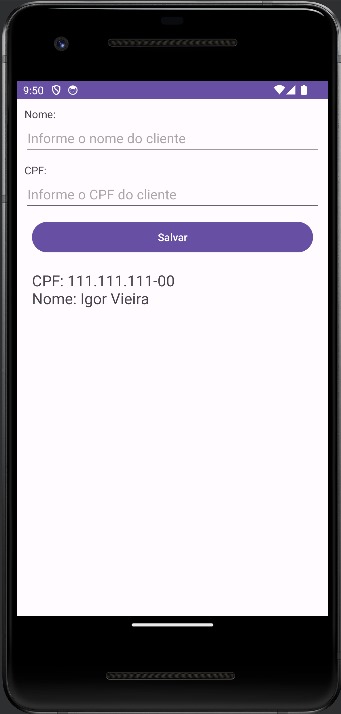 9:50
Nome:
Informe o nome do cliente
CPF:
Informe o CPF do cliente
Salvar
CPF: 111.111.111-00
Nome: Igor Vieira